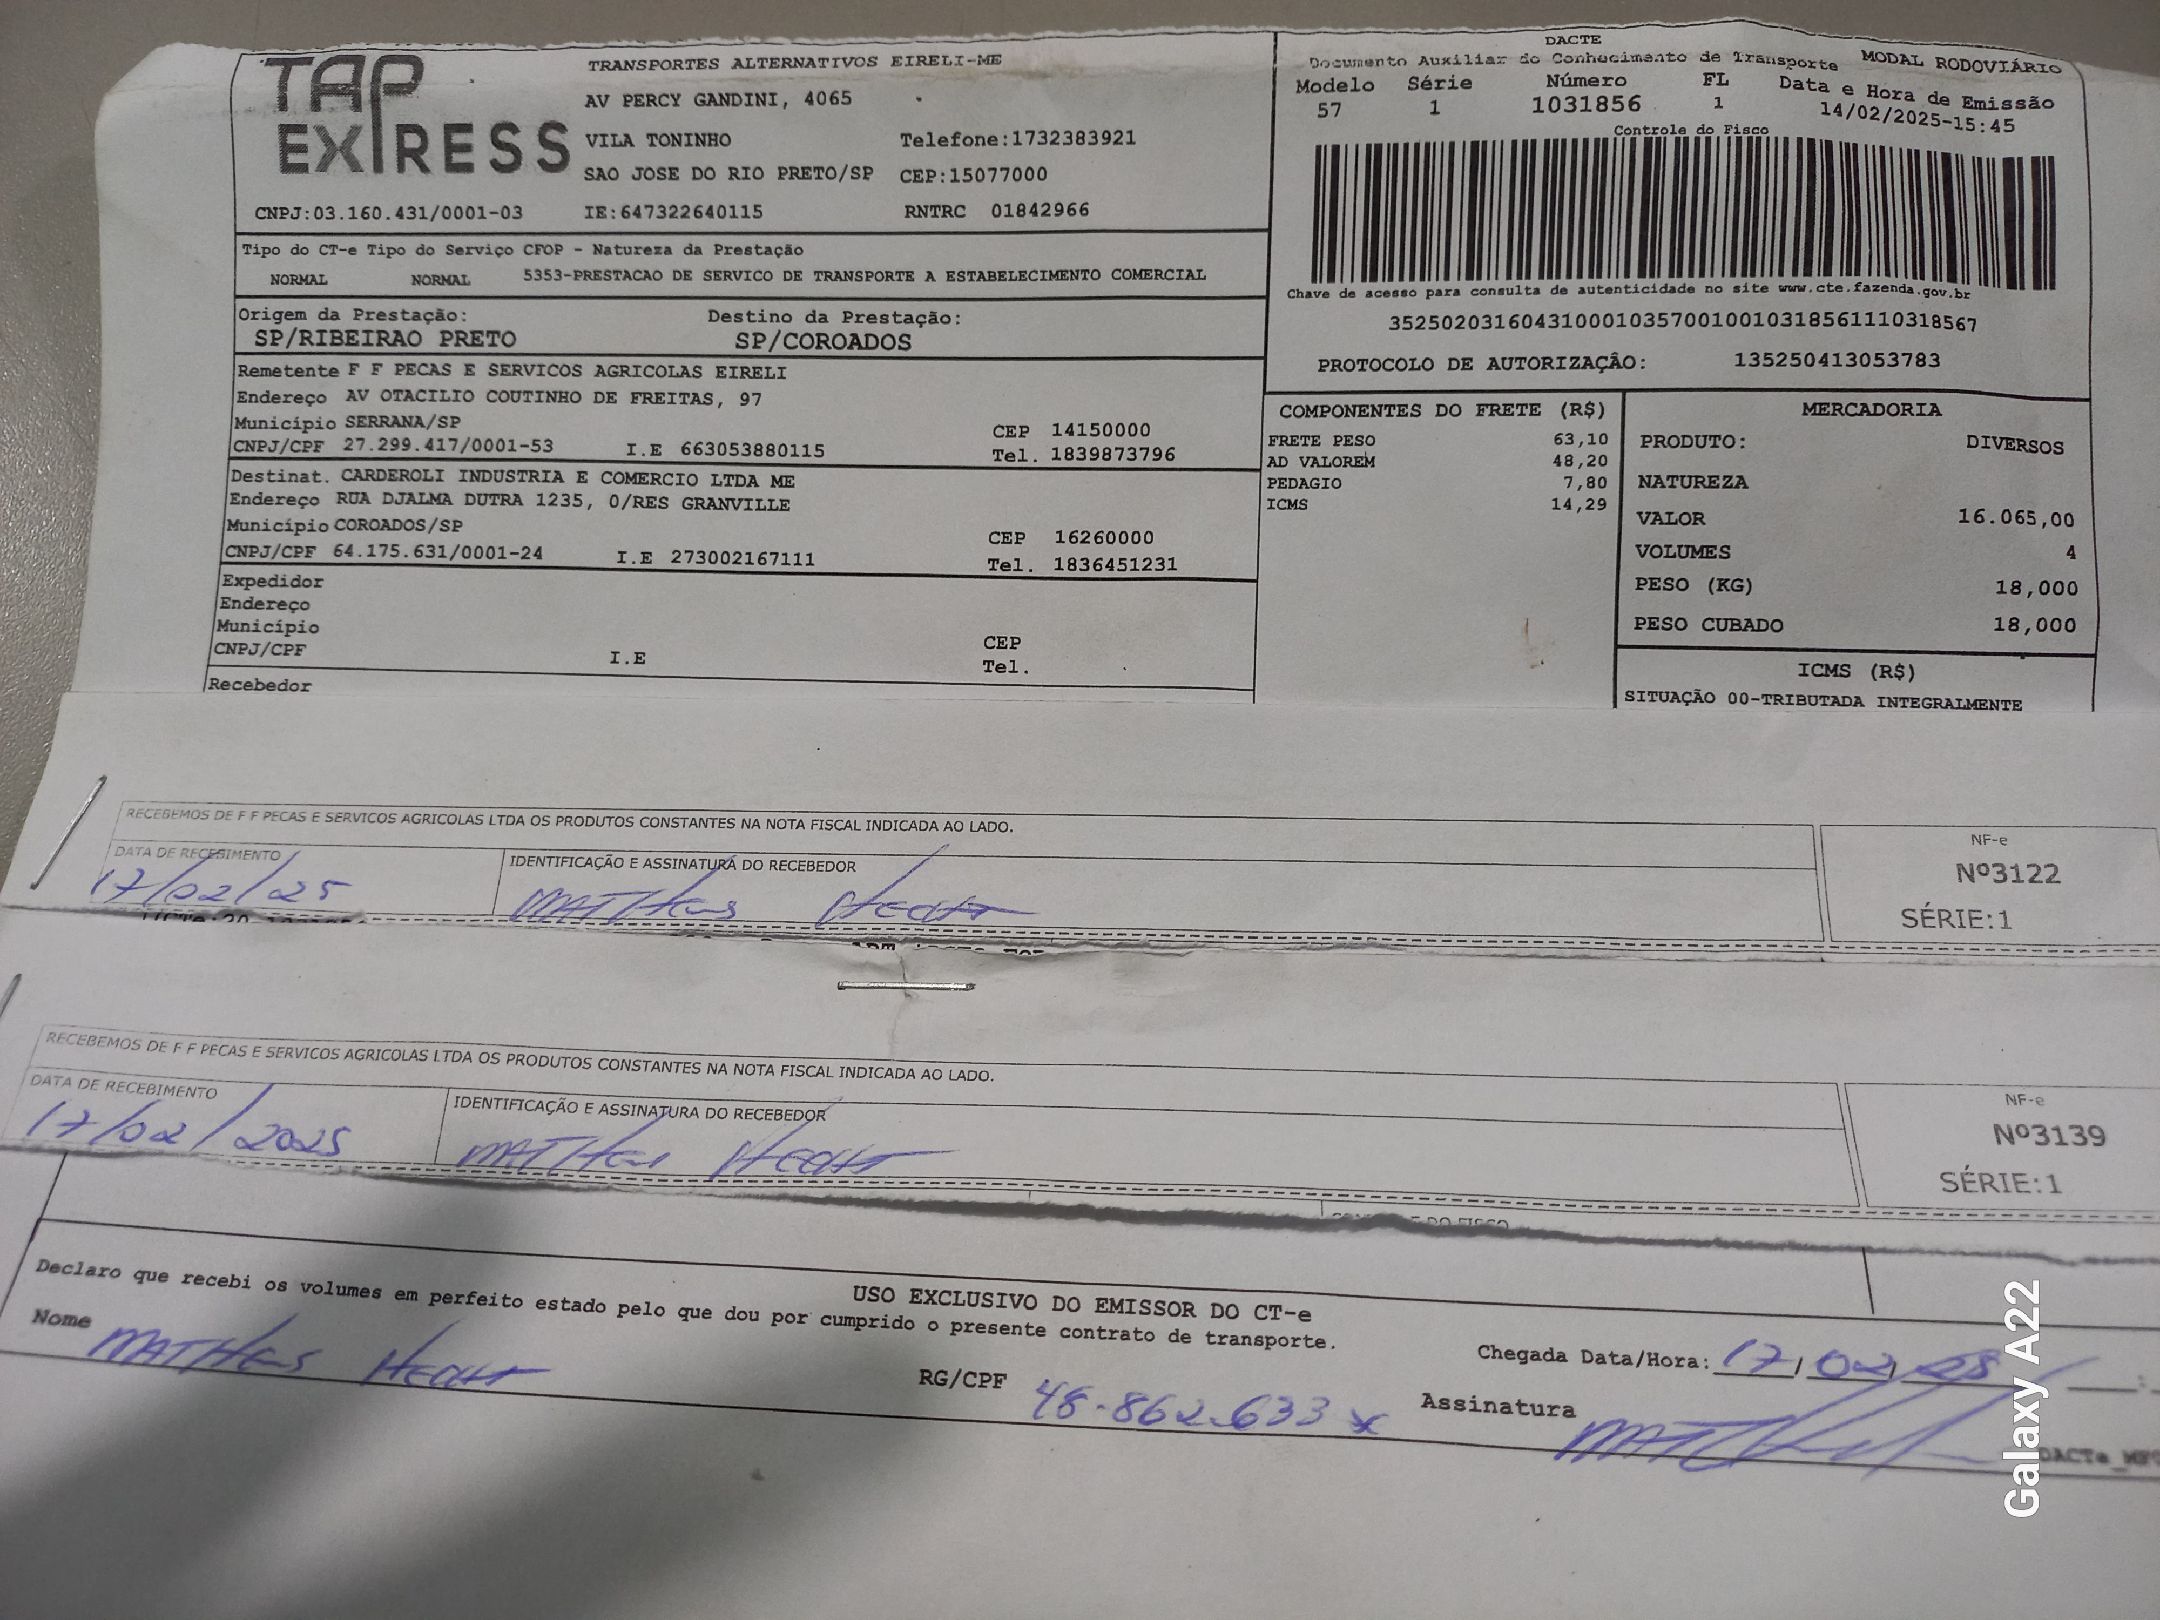 TAP EXPRESS
TRANSPORTES ALTERNATIVOS EIRELI-ME
AV PERCY GANDINI, 4065
VILA TONINHO Telefone:1732383921
SAO JOSE DO RIO PRETO/SP CEP:15077000
CNPJ:03.160.431/0001-03 IE:647322640115 RNTRC 01842966
DACTE
Documento Auxiliar do Conhecimento de Transporte MODAL RODOVIÁRIO
Modelo Série Número FL Data e Hora de Emissão
57 1 1031856 1 14/02/2025-15:45
Controle do Fisco
Chave de acesso para consulta de autenticidade no site www.cte.fazenda.gov.br
35250203160431000103570010010318561110318567
PROTOCOLO DE AUTORIZAÇÃO: 135250413053783
Tipo do CT-e Tipo do Serviço CFOP - Natureza da Prestação
NORMAL NORMAL 5353-PRESTACAO DE SERVICO DE TRANSPORTE A ESTABELECIMENTO COMERCIAL
Origem da Prestação: Destino da Prestação:
SP/RIBEIRAO PRETO SP/COROADOS
Remetente F F PECAS E SERVICOS AGRICOLAS EIRELI
Endereço AV OTACILIO COUTINHO DE FREITAS, 97
Município SERRANA/SP CEP 14150000
CNPJ/CPF 27.299.417/0001-53 I.E 663053880115 Tel. 1839873796
Destinat. CARDEROLI INDUSTRIA E COMERCIO LTDA ME
Endereço RUA DJALMA DUTRA 1235, 0/RES GRANVILLE
Município COROADOS/SP CEP 16260000
CNPJ/CPF 64.175.631/0001-24 I.E 273002167111 Tel. 1836451231
Expedidor
Endereço
Município CEP
CNPJ/CPF I.E Tel.
Recebedor
COMPONENTES DO FRETE (R$)
FRETE PESO 63,10
AD VALOREM 48,20
PEDAGIO 7,80
ICMS 14,29
MERCADORIA
PRODUTO: DIVERSOS
NATUREZA
VALOR 16.065,00
VOLUMES 4
PESO (KG) 18,000
PESO CUBADO 18,000
ICMS (R$)
SITUAÇÃO 00-TRIBUTADA INTEGRALMENTE
RECEBEMOS DE F F PECAS E SERVICOS AGRICOLAS LTDA OS PRODUTOS CONSTANTES NA NOTA FISCAL INDICADA AO LADO.
DATA DE RECEBIMENTO IDENTIFICAÇÃO E ASSINATURA DO RECEBEDOR
17/02/25 MATHEUS HECHT
NF-e
Nº3122
SÉRIE:1
RECEBEMOS DE F F PECAS E SERVICOS AGRICOLAS LTDA OS PRODUTOS CONSTANTES NA NOTA FISCAL INDICADA AO LADO.
DATA DE RECEBIMENTO IDENTIFICAÇÃO E ASSINATURA DO RECEBEDOR
17/02/2025 MATHEUS HECHT
NF-e
Nº3139
SÉRIE:1
USO EXCLUSIVO DO EMISSOR DO CT-e
Declaro que recebi os volumes em perfeito estado pelo que dou por cumprido o presente contrato de transporte.
Nome MATHEUS HECHT RG/CPF 48.862.633 x
Chegada Data/Hora: 17/02/25
Assinatura
Galaxy A22